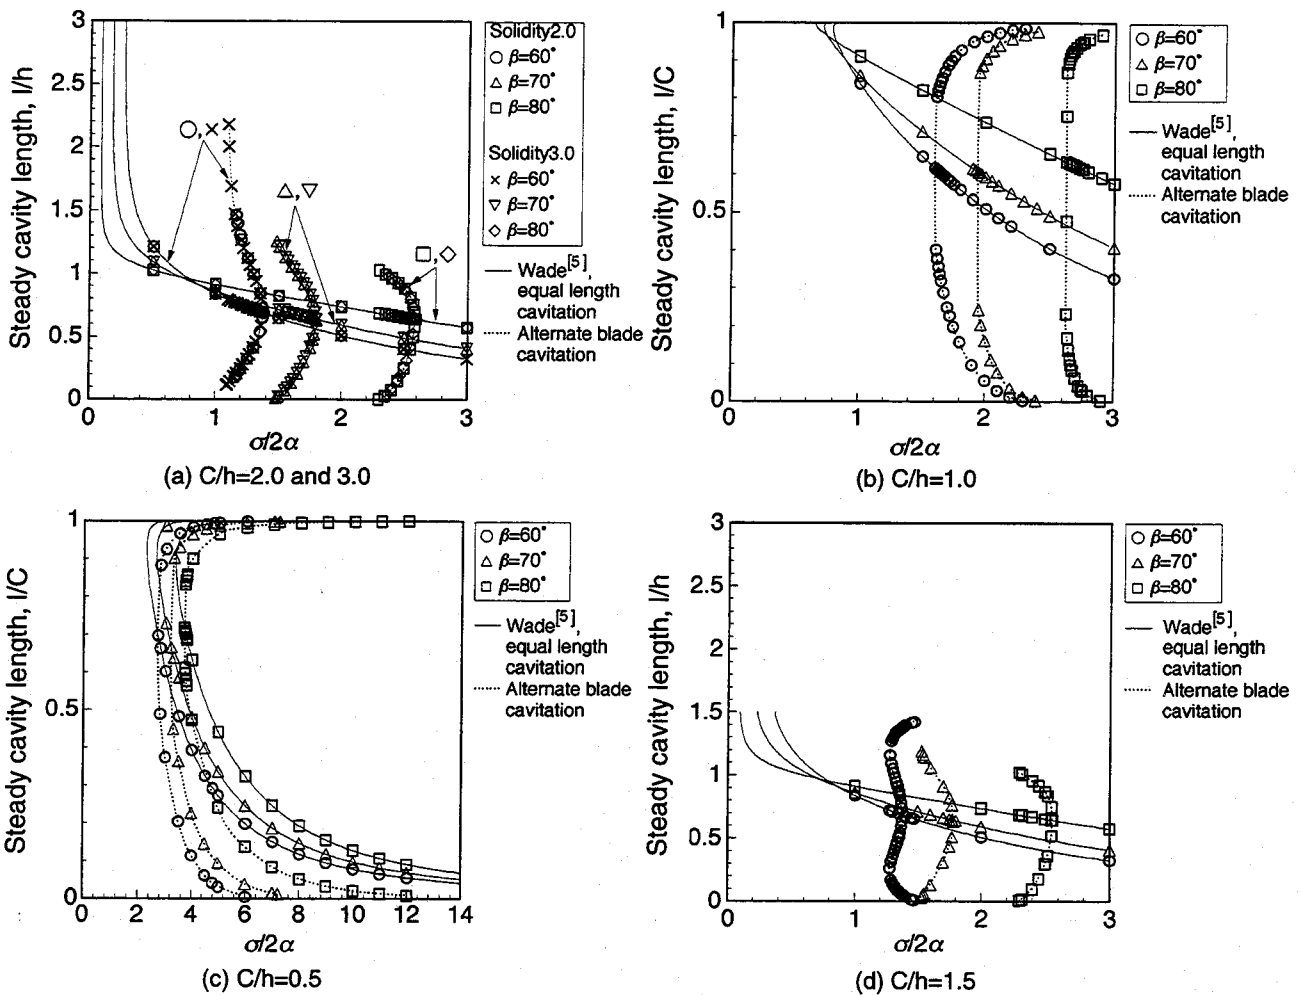 Steady cavity length, l/h
3
2.5
2
1.5
1
0.5
0
0 1 2 3
σ/2α
○,×
△,▽
□,◇
Solidity2.0
○ β=60°
△ β=70°
□ β=80°
Solidity3.0
× β=60°
▽ β=70°
◇ β=80°
Wade[5],
equal length
cavitation
Alternate blade
cavitation
(a) C/h=2.0 and 3.0
Steady cavity length, l/C
1
0.5
0
0 1 2 3
σ/2α
○ β=60°
△ β=70°
□ β=80°
Wade[5],
equal length
cavitation
Alternate blade
cavitation
(b) C/h=1.0
Steady cavity length, l/C
1
0.5
0
0 2 4 6 8 10 12 14
σ/2α
○ β=60°
△ β=70°
□ β=80°
Wade[5],
equal length
cavitation
Alternate blade
cavitation
(c) C/h=0.5
Steady cavity length, l/h
3
2.5
2
1.5
1
0.5
0
0 1 2 3
σ/2α
○ β=60°
△ β=70°
□ β=80°
Wade[5],
equal length
cavitation
Alternate blade
cavitation
(d) C/h=1.5